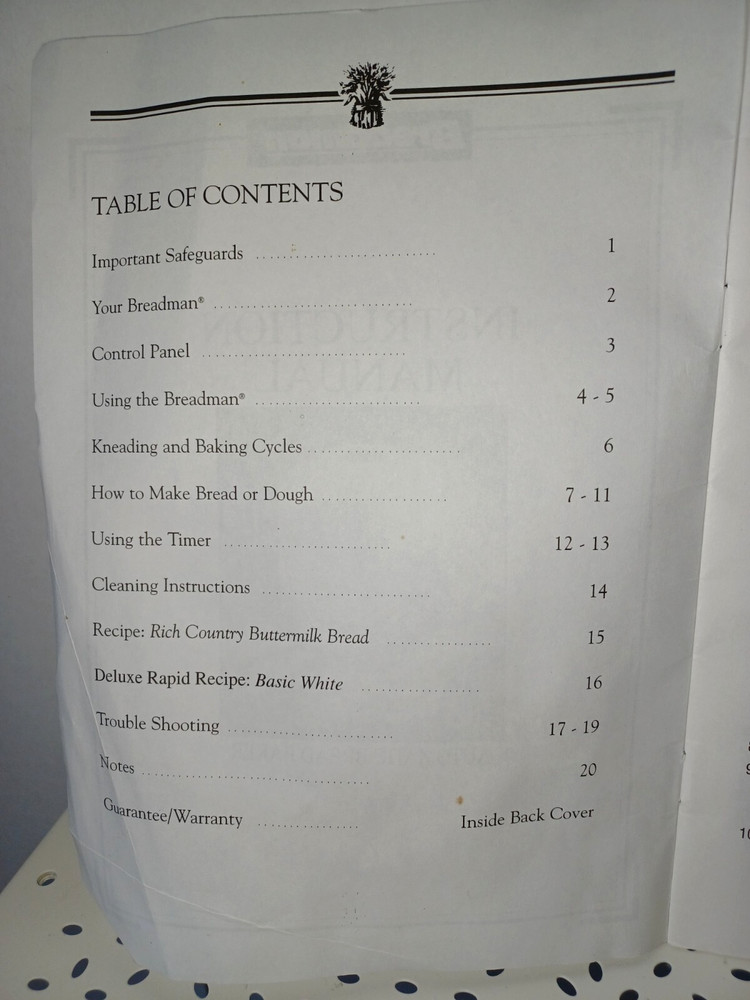 TABLE OF CONTENTS
Important Safeguards . . . . . . . . . . . . . . . . . . . . . . . . . . . 1
Your Breadman® . . . . . . . . . . . . . . . . . . . . . . . . . . . . . 2
Control Panel . . . . . . . . . . . . . . . . . . . . . . . . . . . . . . 3
Using the Breadman® . . . . . . . . . . . . . . . . . . . . . . . . 4 - 5
Kneading and Baking Cycles . . . . . . . . . . . . . . . . . . . . . . 6
How to Make Bread or Dough . . . . . . . . . . . . . . . . . . 7 - 11
Using the Timer . . . . . . . . . . . . . . . . . . . . . . . . 12 - 13
Cleaning Instructions . . . . . . . . . . . . . . . . . . . . . . . . 14
Recipe: Rich Country Buttermilk Bread . . . . . . . . . . . . . . . 15
Deluxe Rapid Recipe: Basic White . . . . . . . . . . . . . . . . . 16
Trouble Shooting . . . . . . . . . . . . . . . . . . . . . . . . 17 - 19
Notes . . . . . . . . . . . . . . . . . . . . . . . . . . . . . . . . . 20
Guarantee/Warranty . . . . . . . . . . . . . . . Inside Back Cover
INSTRUCTION
MANUAL